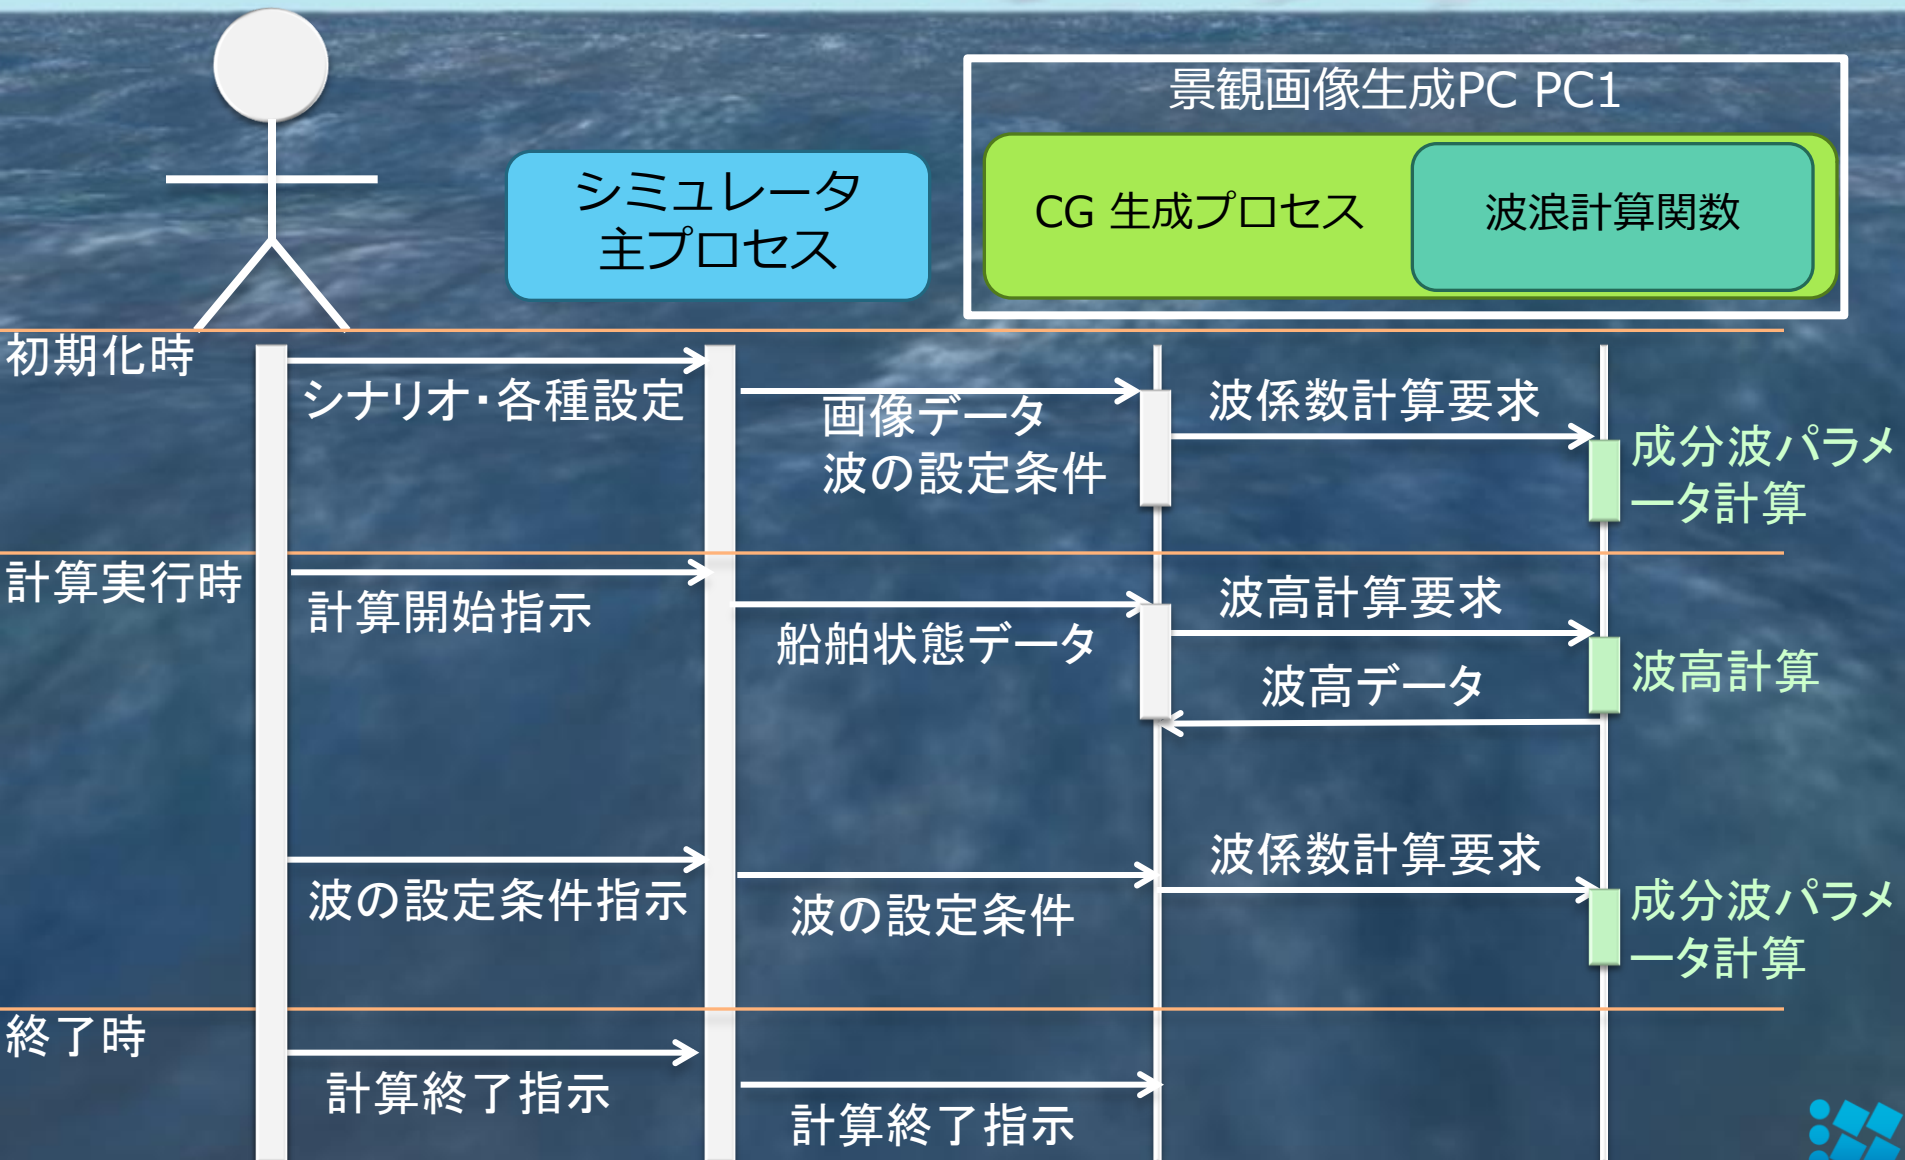 景観画像生成PC PC1
シミュレータ
主プロセス
CG 生成プロセス
波浪計算関数
初期化時
シナリオ・各種設定
画像データ
波の設定条件
波係数計算要求
成分波パラメ
ータ計算
計算実行時
計算開始指示
船舶状態データ
波高計算要求
波高データ
波高計算
波の設定条件指示
波の設定条件
波係数計算要求
成分波パラメ
ータ計算
終了時
計算終了指示
計算終了指示